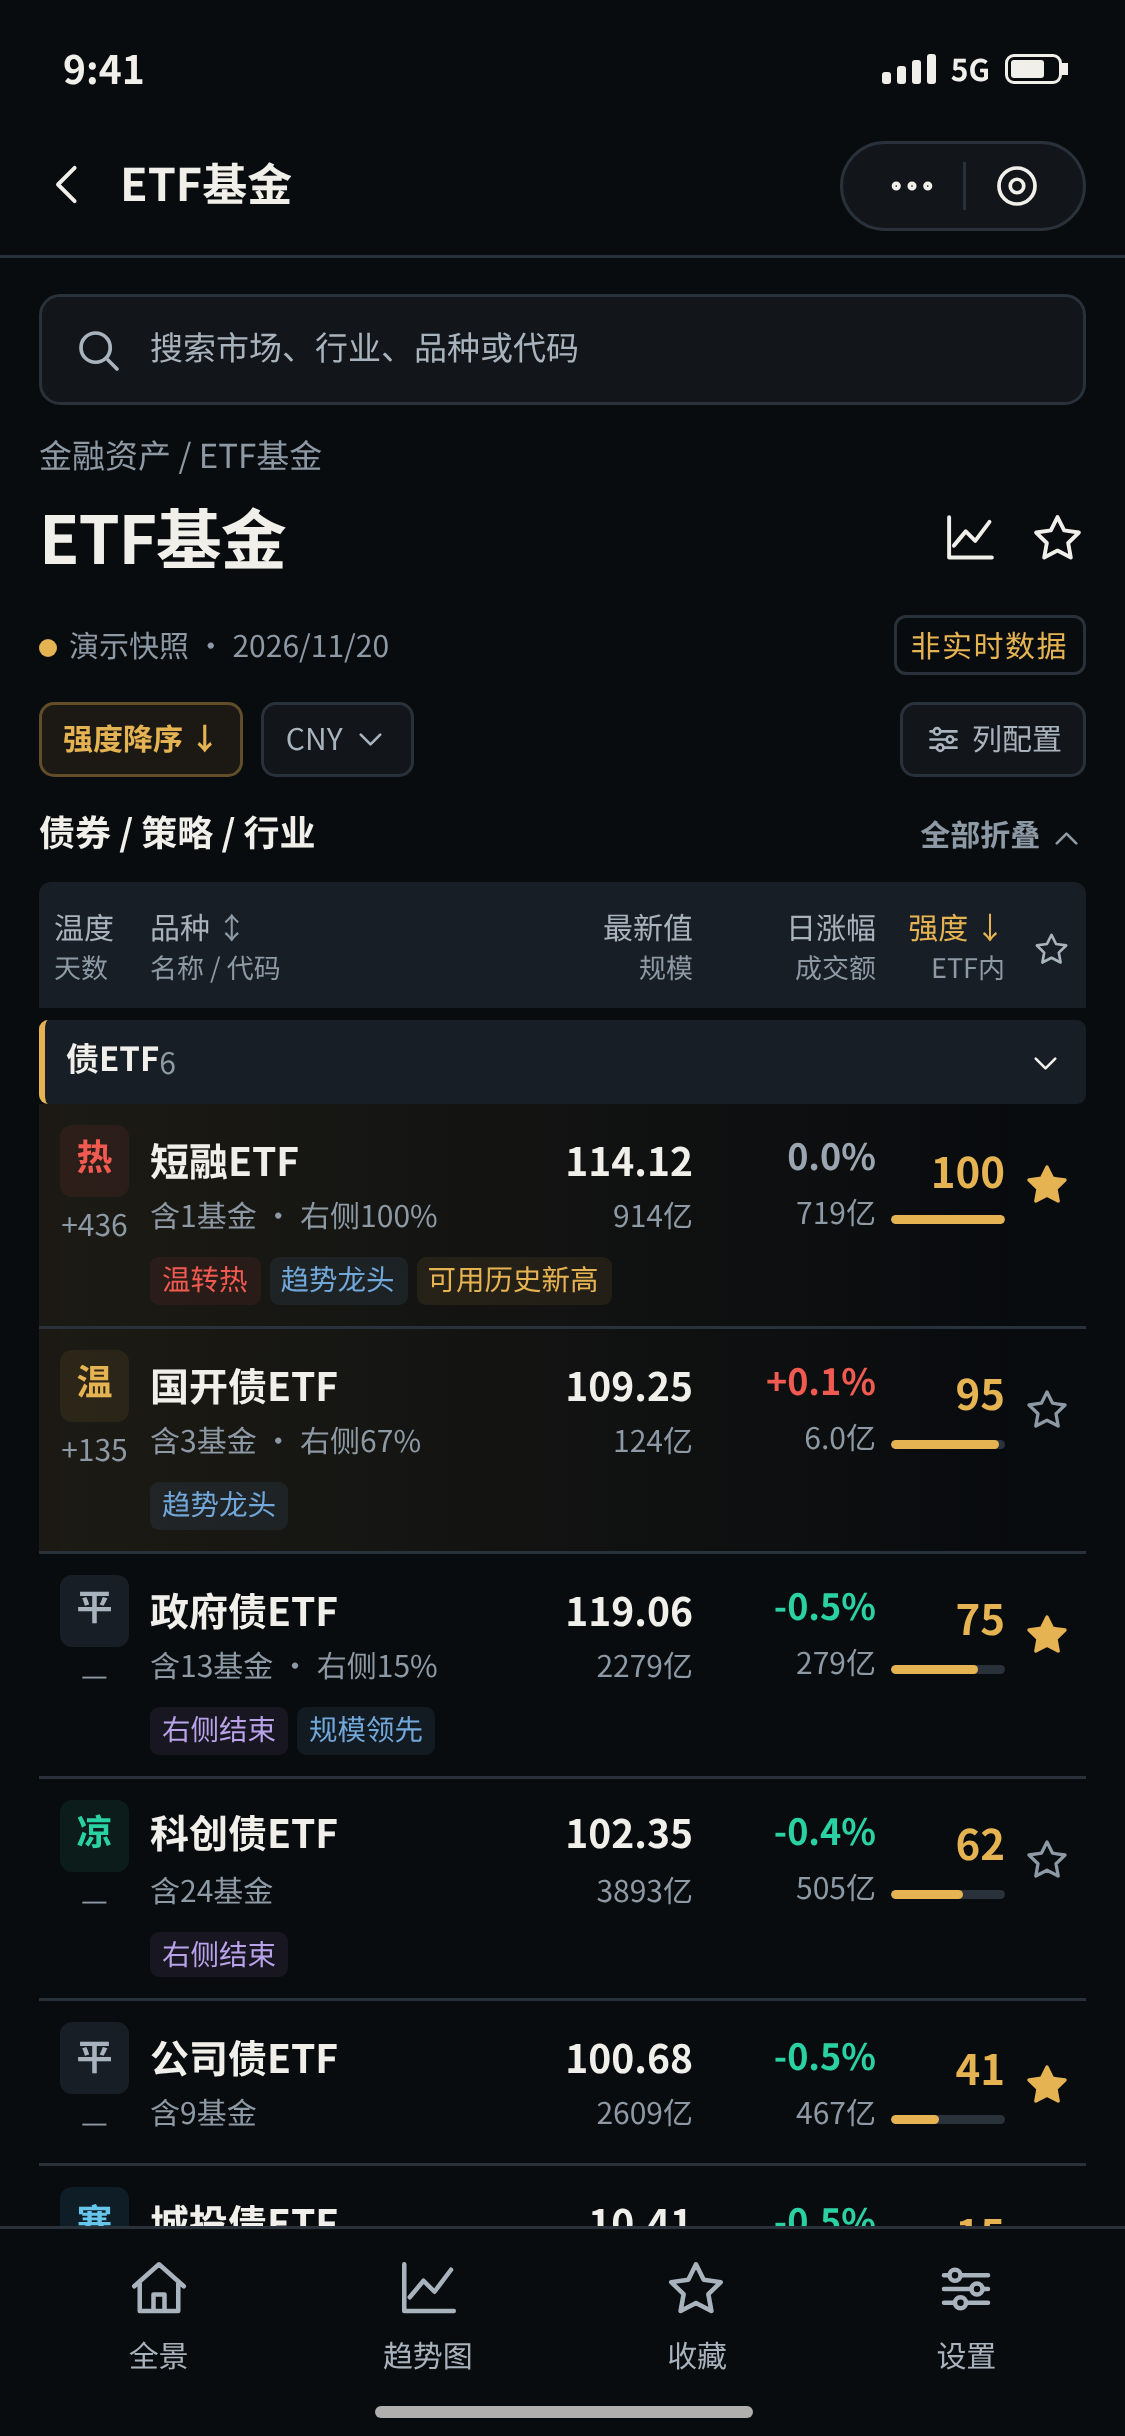 9:41 5G
ETF基金
搜索市场、行业、品种或代码
金融资产 / ETF基金
ETF基金
演示快照 · 2026/11/20 非实时数据
强度降序 ↓ CNY 列配置
债券 / 策略 / 行业 全部折叠
温度 品种 ↕ 最新值 日涨幅 强度 ↓
天数 名称 / 代码 规模 成交额 ETF内
债ETF6
热 短融ETF 114.12 0.0% 100
+436 含1基金 · 右侧100% 914亿 719亿
温转热 趋势龙头 可用历史新高
温 国开债ETF 109.25 +0.1% 95
+135 含3基金 · 右侧67% 124亿 6.0亿
趋势龙头
平 政府债ETF 119.06 -0.5% 75
— 含13基金 · 右侧15% 2279亿 279亿
右侧结束 规模领先
凉 科创债ETF 102.35 -0.4% 62
— 含24基金 3893亿 505亿
右侧结束
平 公司债ETF 100.68 -0.5% 41
— 含9基金 2609亿 467亿
寒 城投债ETF 10.41 -0.5% 15
全景 趋势图 收藏 设置